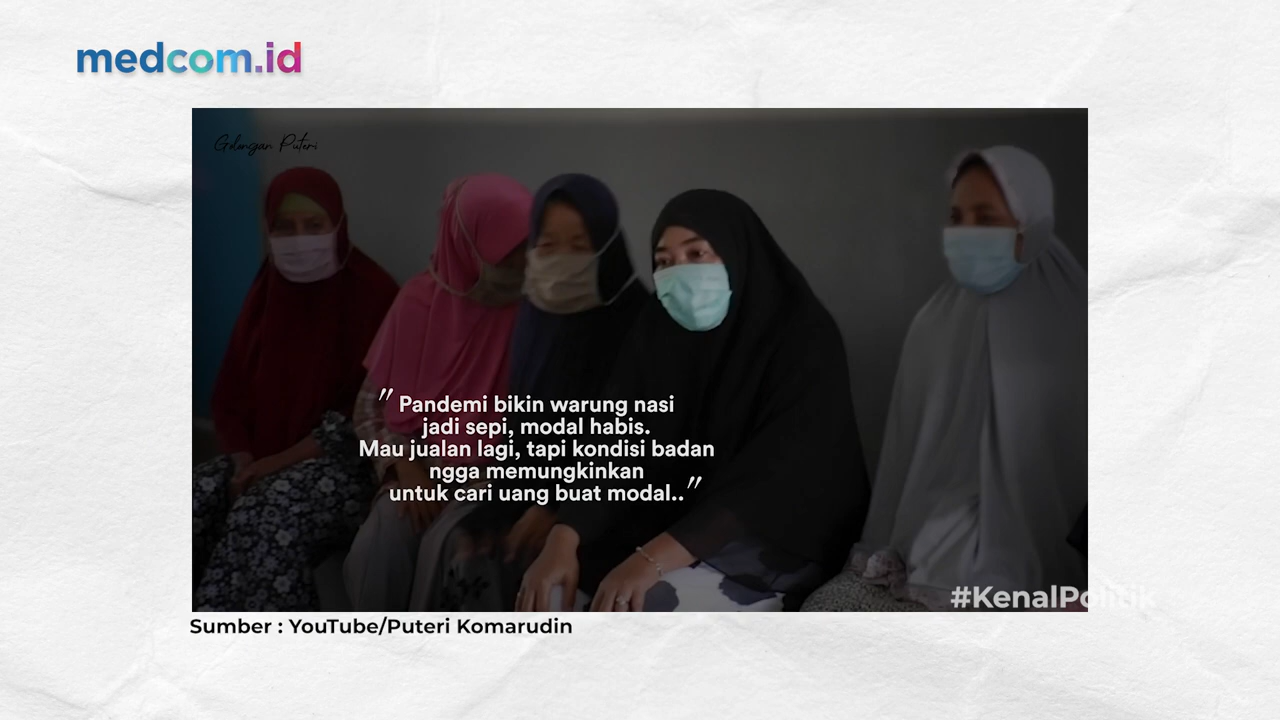 medcom.id
Golongan Puteri
" Pandemi bikin warung nasi
jadi sepi, modal habis.
Mau jualan lagi, tapi kondisi badan
ngga memungkinkan
untuk cari uang buat modal.. "
#KenalPolitik
Sumber : YouTube/Puteri Komarudin